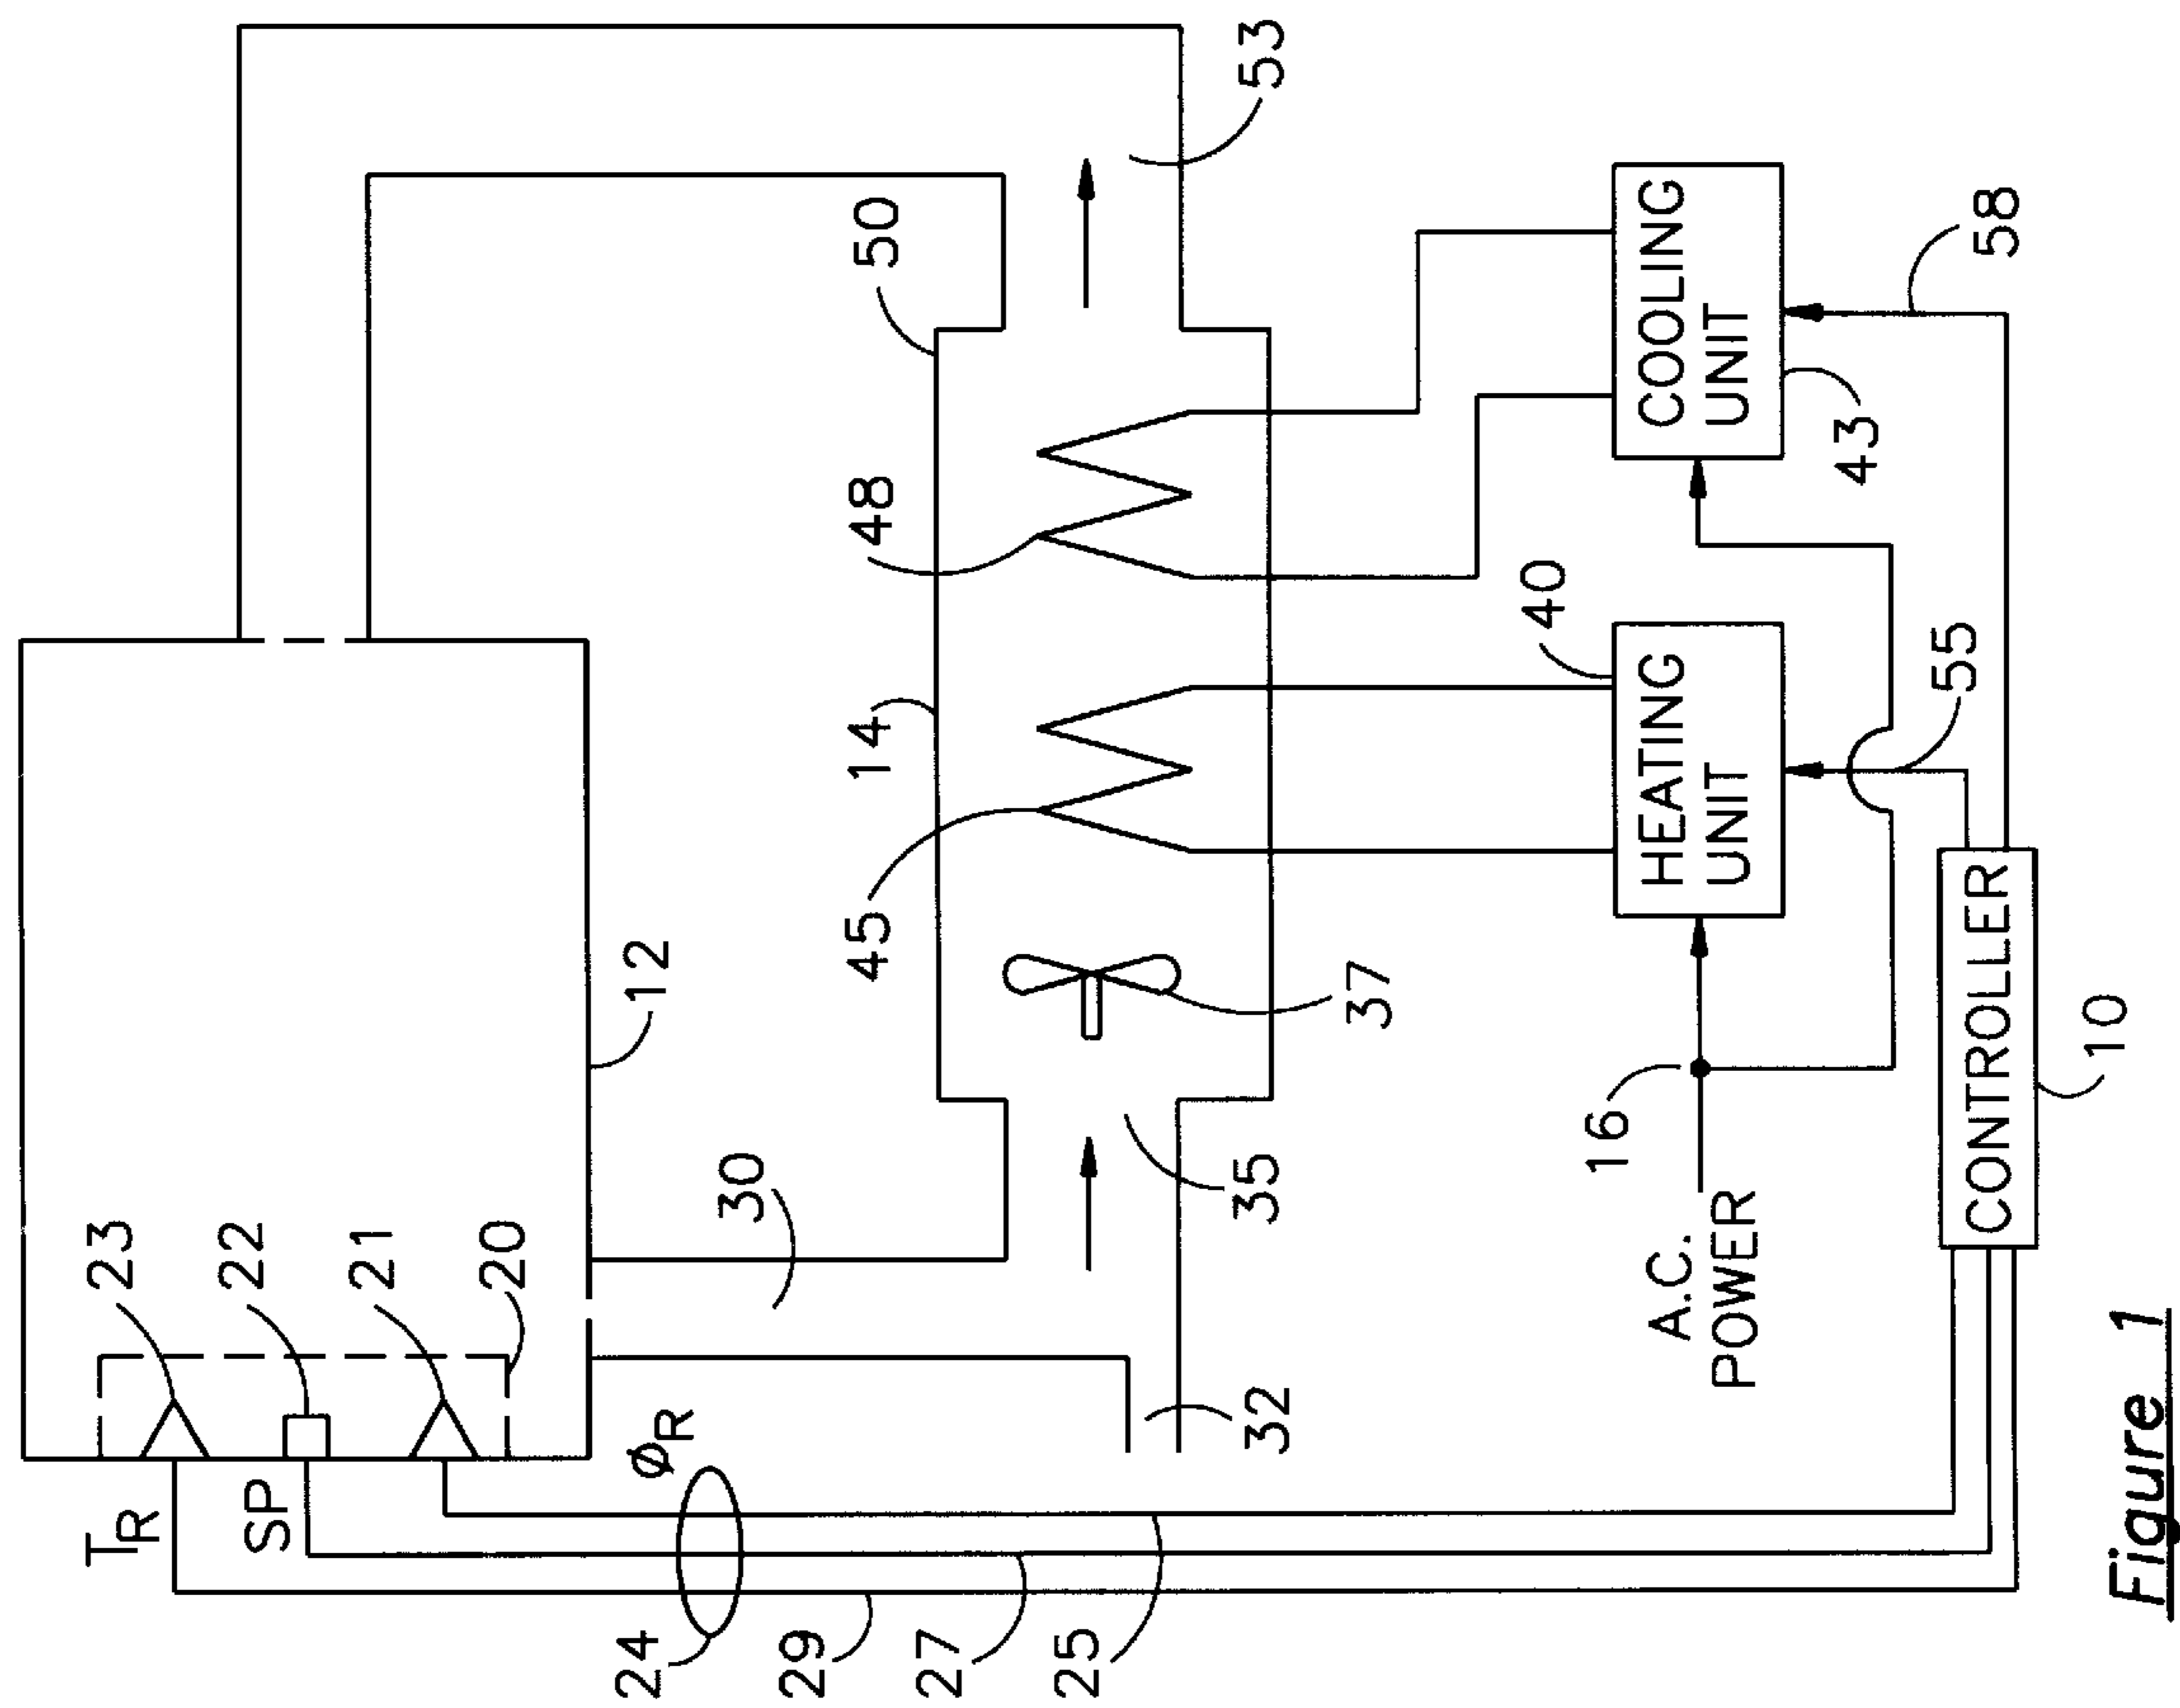 23
22
21
20
T_R
SP
Φ_R
24
29
27
25
12
30
32
35
37
45
14
48
50
53
HEATING
UNIT
40
COOLING
UNIT
43
16
A.C.
POWER
55
58
CONTROLLER
10
Figure 1